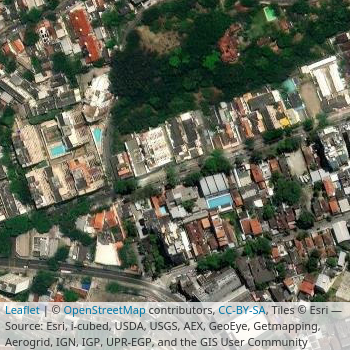 Leaflet | © OpenStreetMap contributors, CC-BY-SA, Tiles © Esri —
Source: Esri, i-cubed, USDA, USGS, AEX, GeoEye, Getmapping,
Aerogrid, IGN, IGP, UPR-EGP, and the GIS User Community